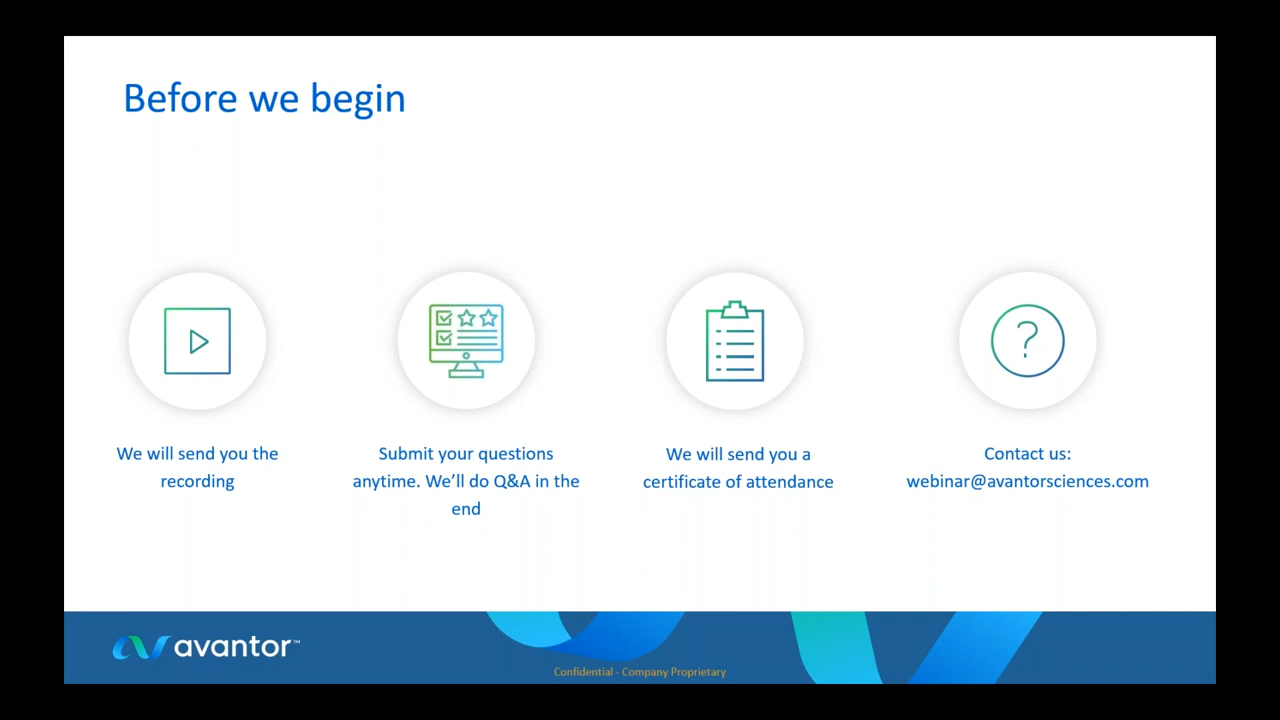 Before we begin
We will send you the
recording
Submit your questions
anytime. We’ll do Q&A in the
end
We will send you a
certificate of attendance
Contact us:
webinar@avantorsciences.com
avantor™
Confidential - Company Proprietary